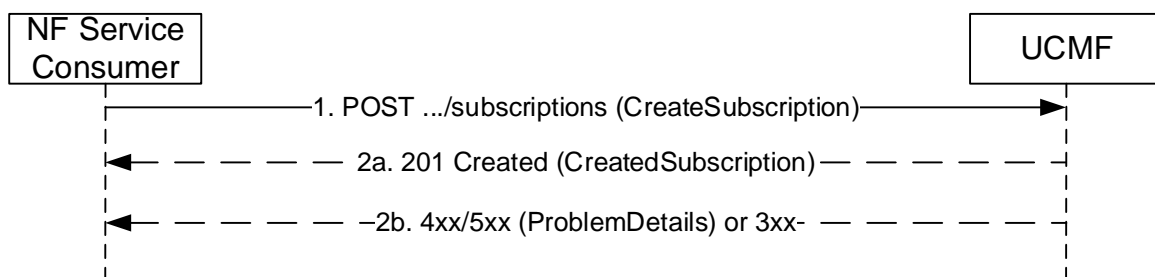 NF Service
Consumer
UCMF
1. POST .../subscriptions (CreateSubscription)
2a. 201 Created (CreatedSubscription)
2b. 4xx/5xx (ProblemDetails) or 3xx